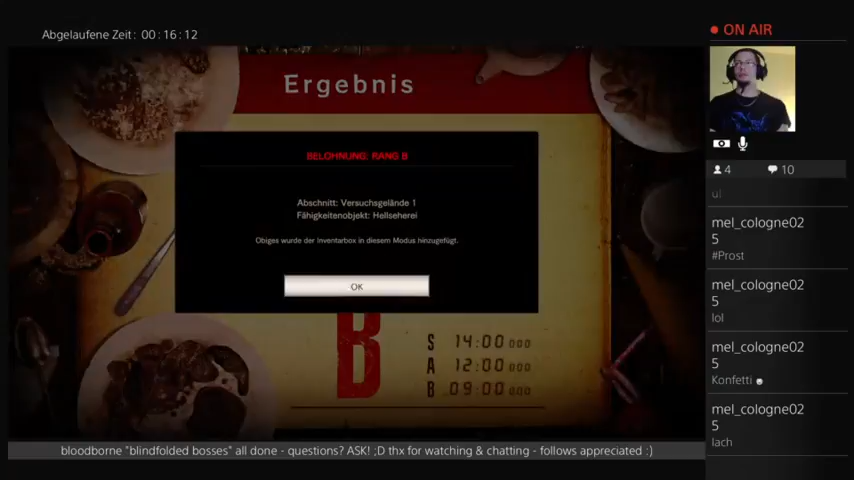 Abgelaufene Zeit: 00:16:12
ON AIR
Ergebnis
BELOHNUNG, RANG B
Abschnitt: Versuchsgelände 1
Fähigkeitenobjekt: Hellseherei
Obiges wurde der Inventarbox in diesem Modus hinzugefügt.
OK
B
S 14:00 000
A 12:00 000
B 09:00 000
4
10
mel_cologne02
5
#Prost
mel_cologne02
5
lol
mel_cologne02
5
Konfetti
mel_cologne02
5
lach
bloodborne "blindfolded bosses" all done - questions? ASK! ;D thx for watching & chatting - follows appreciated :)